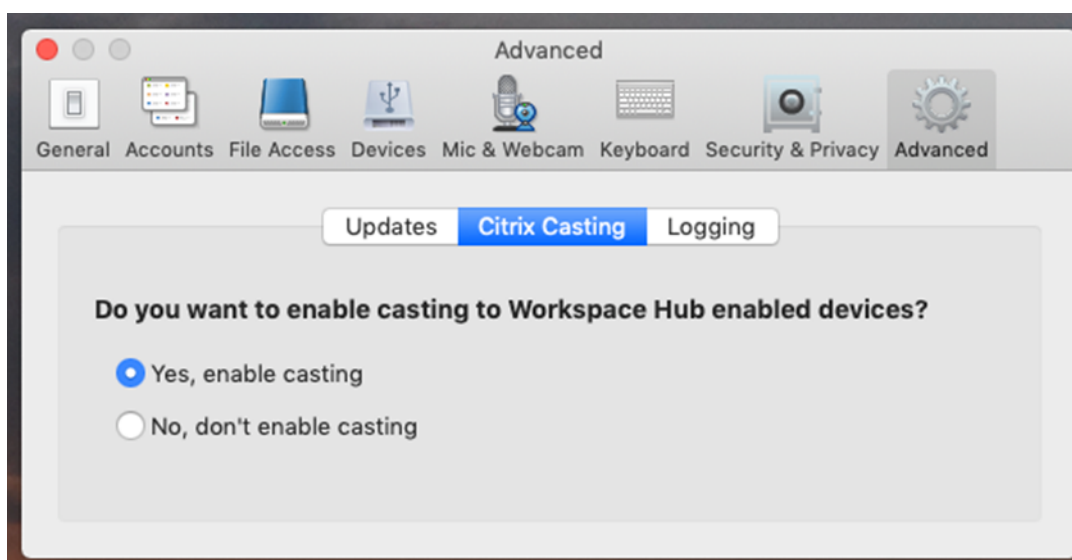 Advanced
General Accounts File Access Devices Mic & Webcam Keyboard Security & Privacy Advanced
Updates Citrix Casting Logging
Do you want to enable casting to Workspace Hub enabled devices?
Yes, enable casting
No, don't enable casting